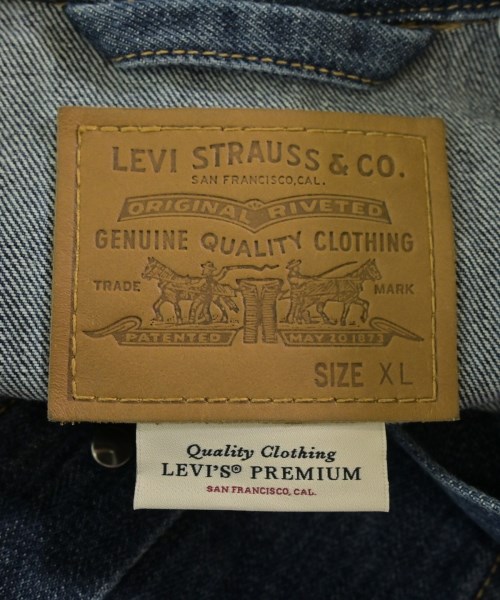 LEVI STRAUSS & CO.
SAN FRANCISCO, CAL.
ORIGINAL RIVETED
GENUINE QUALITY CLOTHING
TRADE MARK
PATENTED MAY 20 1873
SIZE XL
Quality Clothing
LEVI'S® PREMIUM
SAN FRANCISCO, CAL.